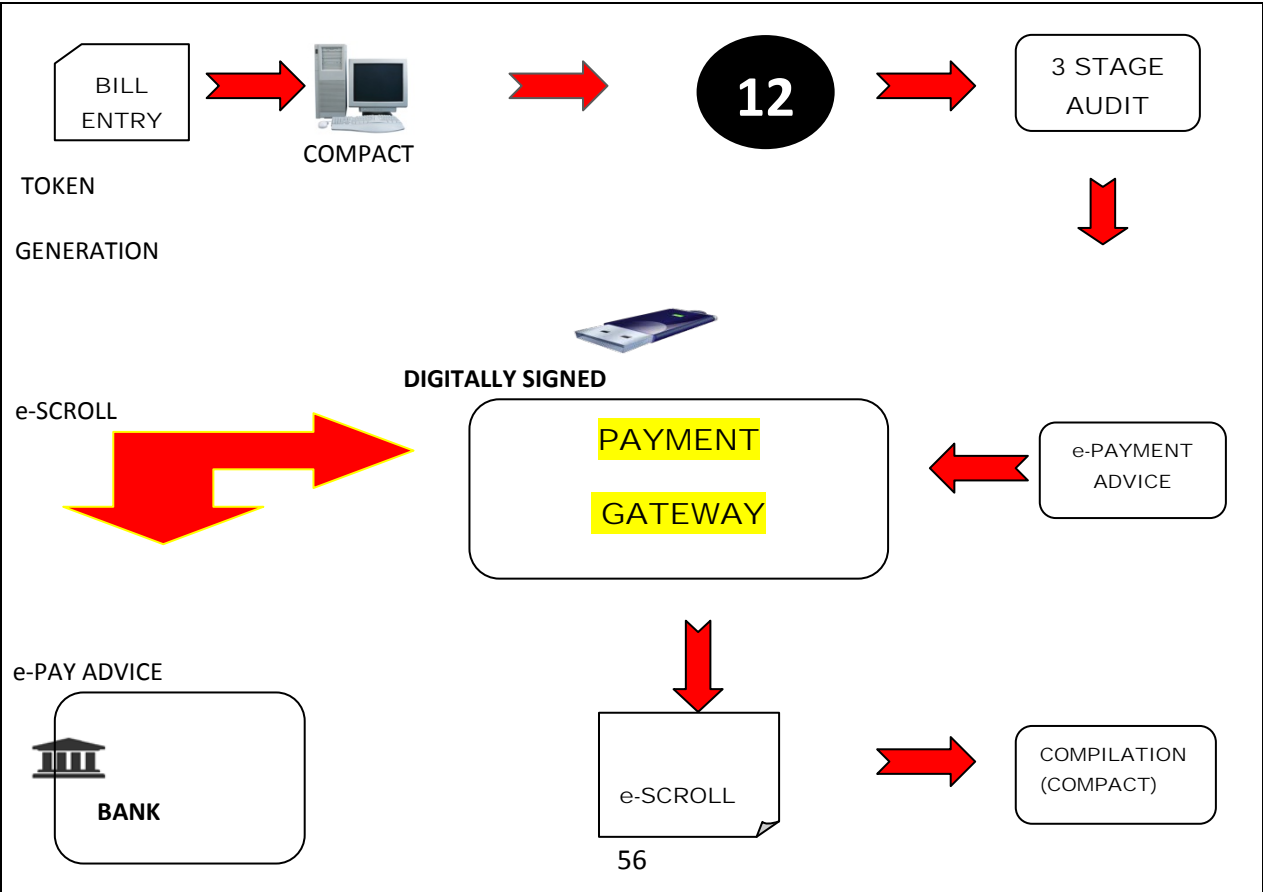 BILL
ENTRY
COMPACT
12
3 STAGE
AUDIT
TOKEN
GENERATION
DIGITALLY SIGNED
e-SCROLL
PAYMENT
GATEWAY
e-PAYMENT
ADVICE
e-PAY ADVICE
BANK
e-SCROLL
COMPILATION
(COMPACT)
56